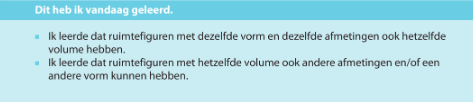 Dit heb ik vandaag geleerd.
▪ Ik leerde dat ruimtefiguren met dezelfde vorm en dezelfde afmetingen ook hetzelfde
volume hebben.
▪ Ik leerde dat ruimtefiguren met hetzelfde volume ook andere afmetingen en/of een
andere vorm kunnen hebben.